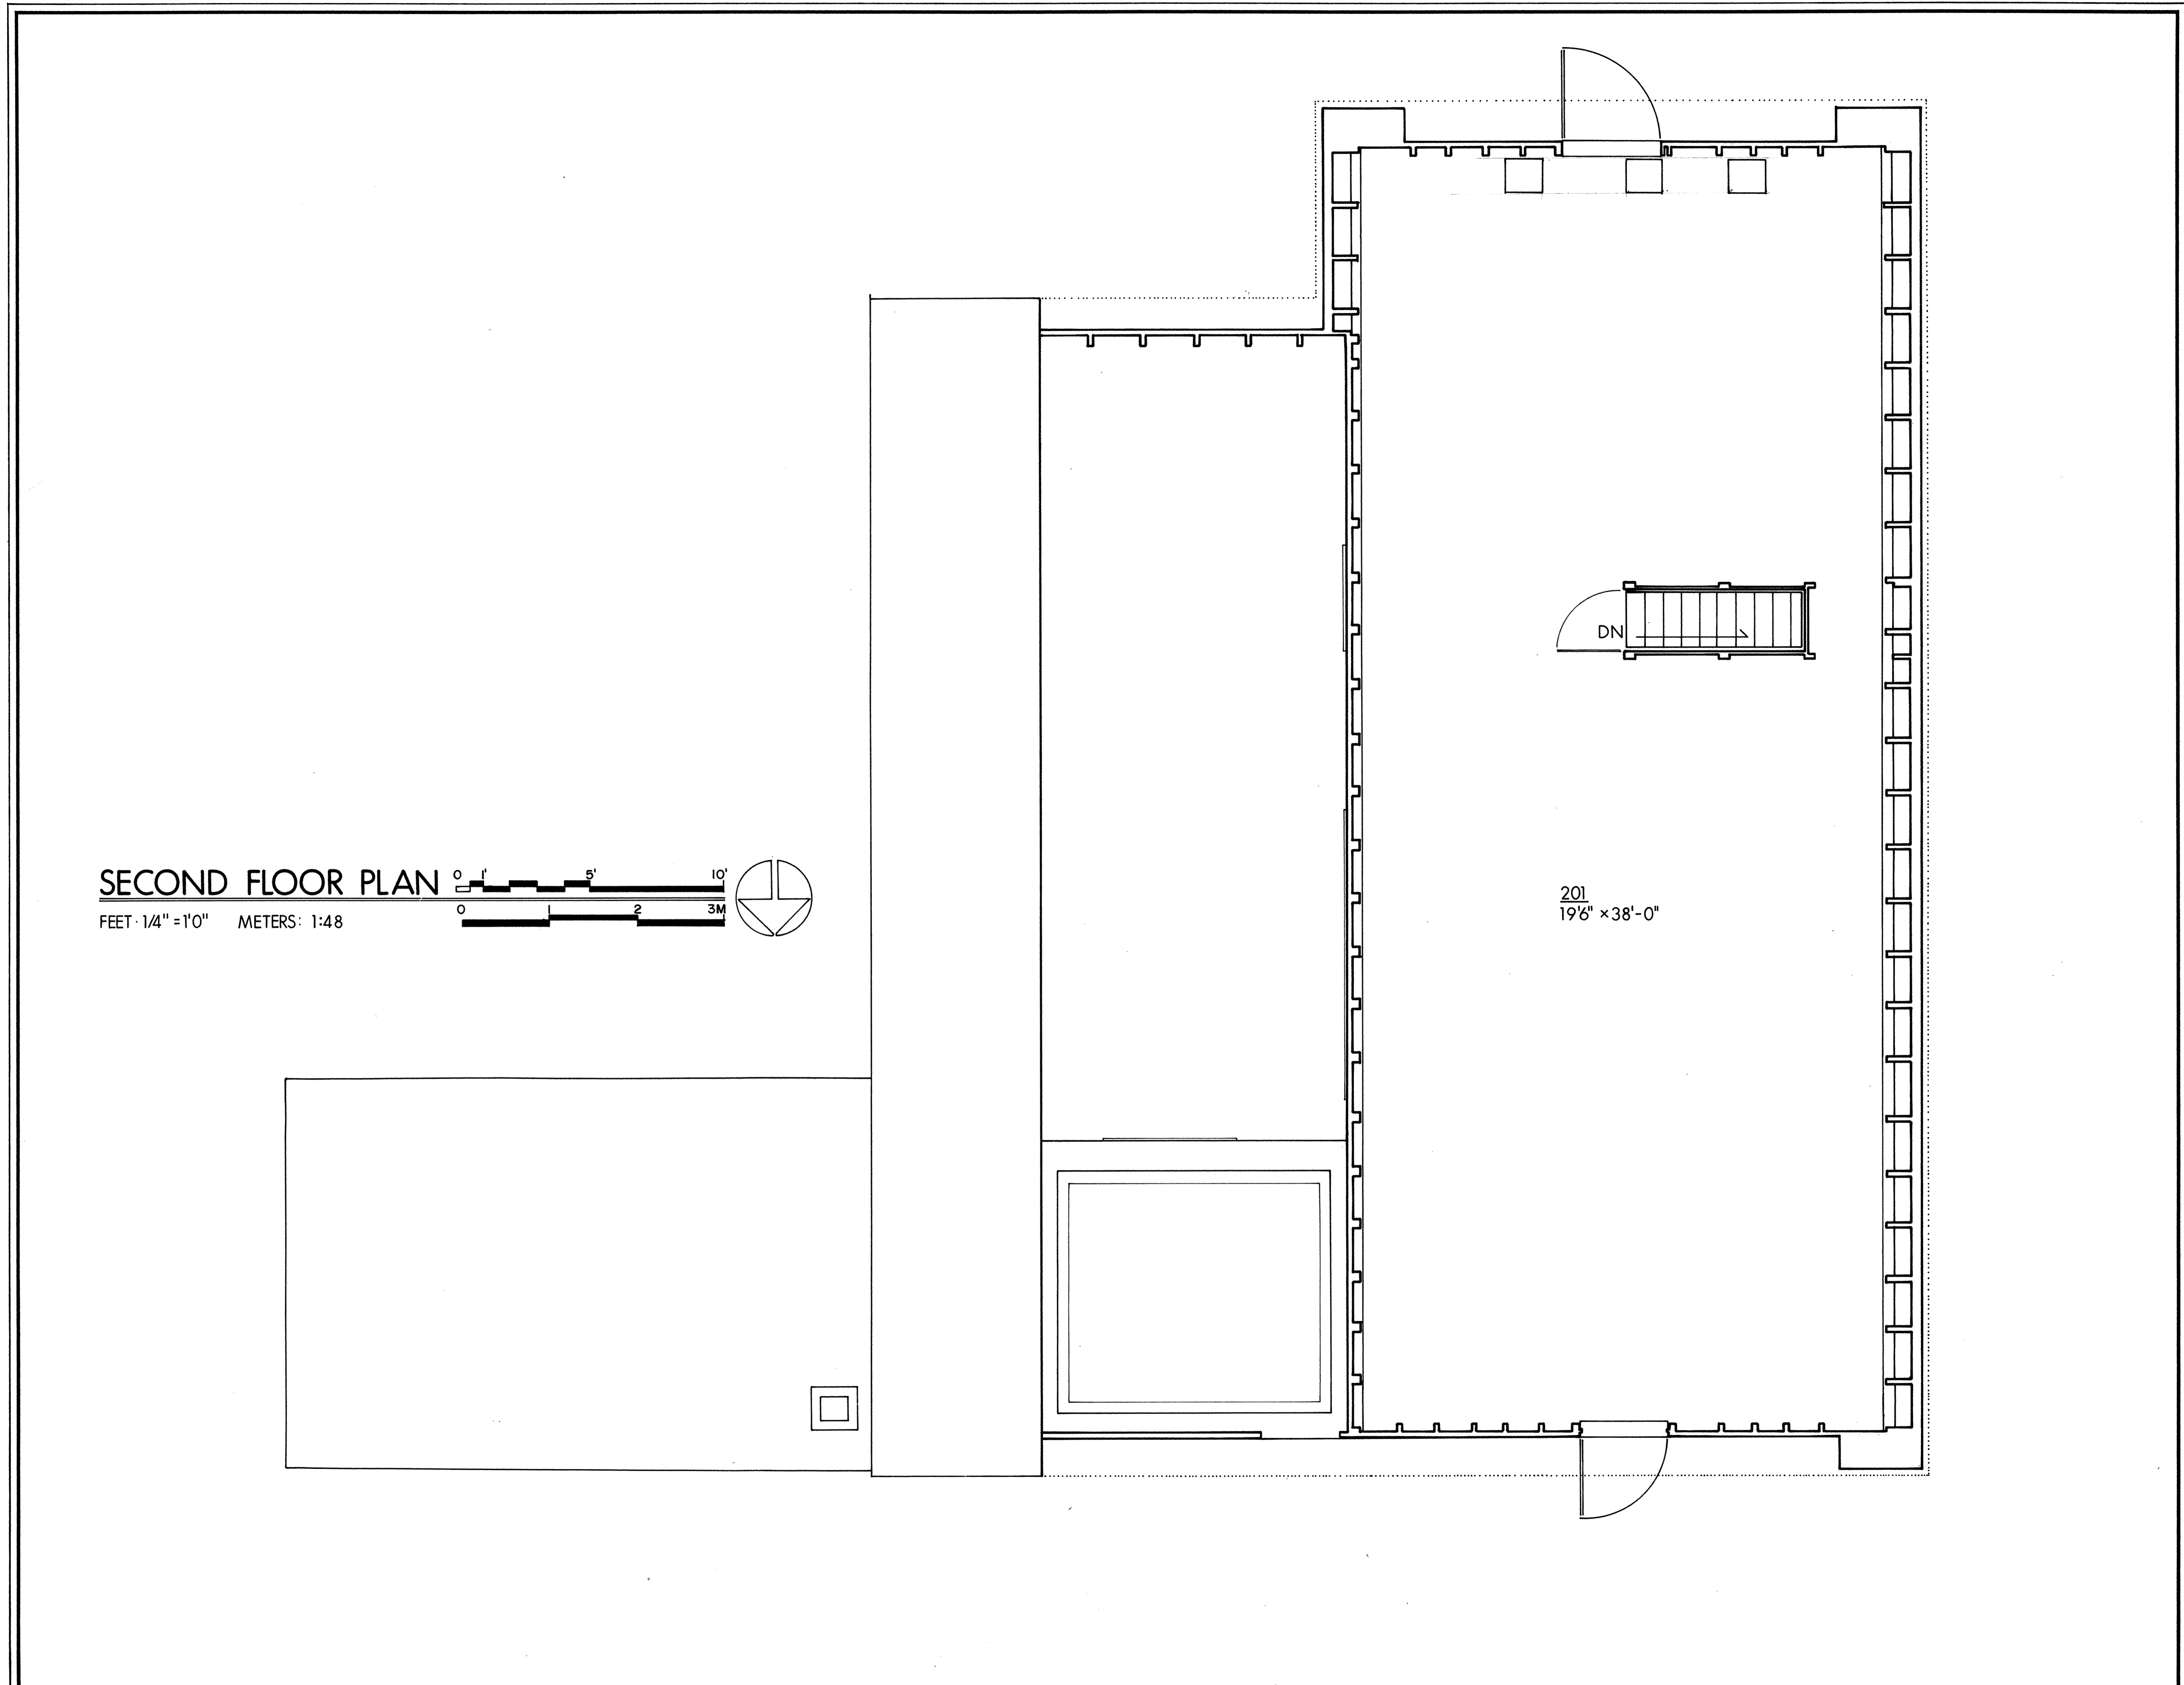 SECOND FLOOR PLAN
0 1' 5' 10'
FEET · 1/4" = 1'0" METERS: 1:48
0 1 2 3M
DN
201
19'6" × 38'-0"